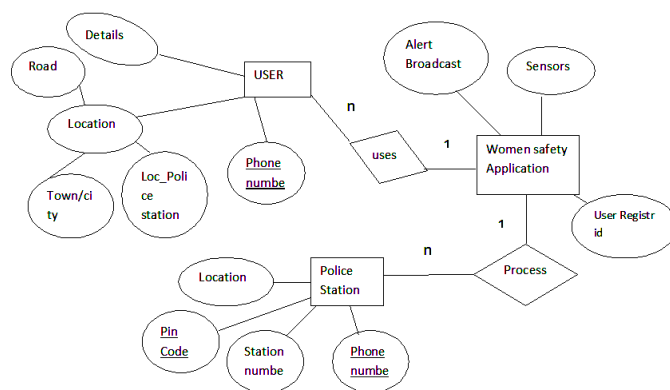 Details
Road
USER
Alert
Broadcast
Sensors
n
Location
uses
1
Women safety
Application
Phone
numbe
Town/ci
ty
Loc_Poli
ce
station
User Registr
id
1
n
Location
Police
Station
Process
Pin
Code
Station
numbe
Phone
numbe